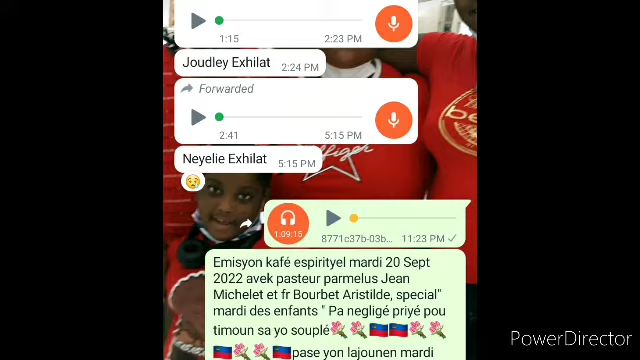 1:15 2:23 PM
Joudley Exhilat 2:24 PM
Forwarded
2:41 5:15 PM
Neyelie Exhilat 5:15 PM
1:09:15 8771c37b-03b... 11:23 PM
Emisyon kafé espirityel mardi 20 Sept
2022 avek pasteur parmelus Jean
Michelet et fr Bourbet Aristilde, special"
mardi des enfants " Pa negligé priyé pou
timoun sa yo souplé💐💐🇭🇹🇭🇹💐💐
🇭🇹💐💐🇭🇹pase yon lajounen mardi
PowerDirector